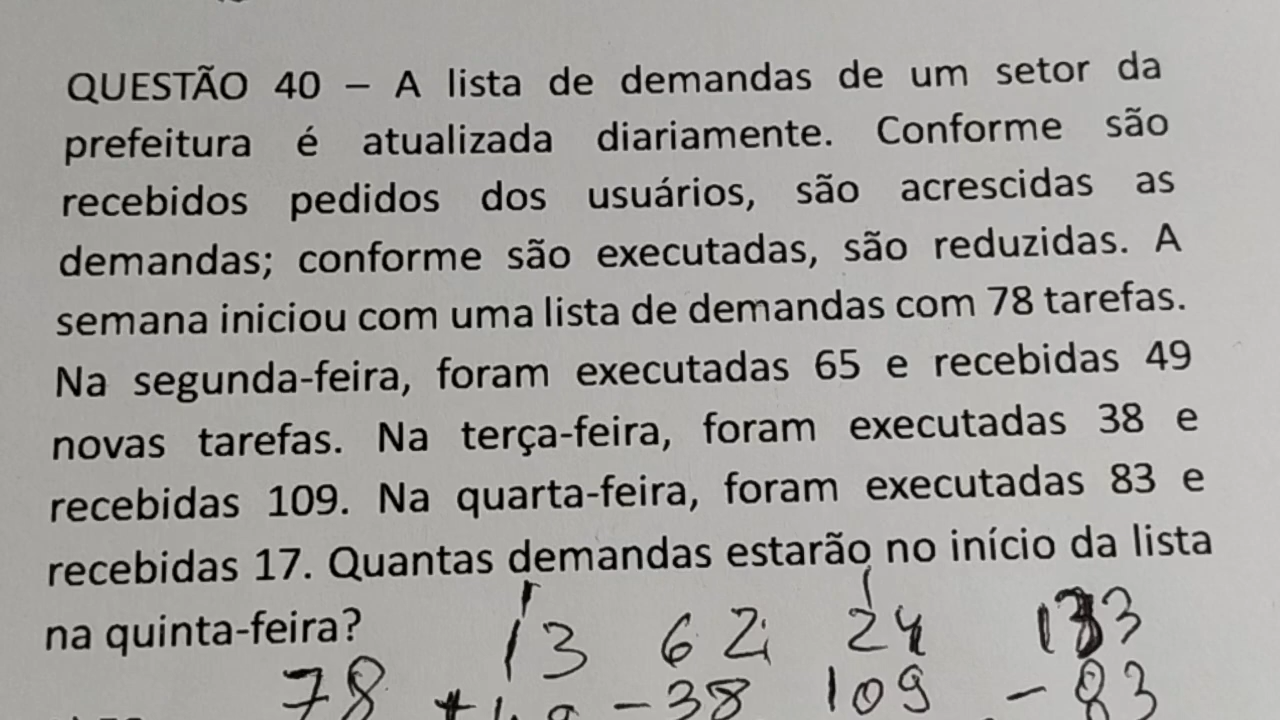 QUESTÃO 40 – A lista de demandas de um setor da
prefeitura é atualizada diariamente. Conforme são
recebidos pedidos dos usuários, são acrescidas as
demandas; conforme são executadas, são reduzidas. A
semana iniciou com uma lista de demandas com 78 tarefas.
Na segunda-feira, foram executadas 65 e recebidas 49
novas tarefas. Na terça-feira, foram executadas 38 e
recebidas 109. Na quarta-feira, foram executadas 83 e
recebidas 17. Quantas demandas estarão no início da lista
na quinta-feira?
13 62 24 133
78 +49 -38 109 -83